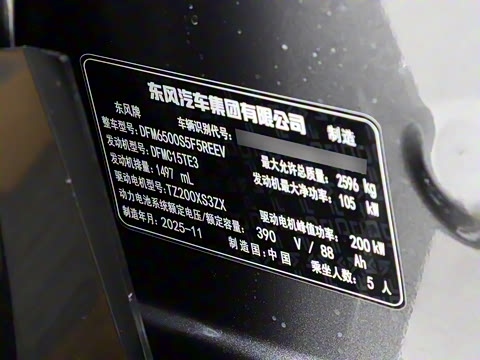 东风汽车集团有限公司 制造
东风牌 车辆识别代号:
整车型号: DFM6500S5F5REEV 最大允许总质量: 2596 kg
发动机型号: DFMC15TE3 发动机最大净功率: 105 kW
发动机排量: 1497 mL
驱动电机型号: TZ200XS3ZX 驱动电机峰值功率: 200 kW
动力电池系统额定电压/额定容量: 390 V / 88 Ah
制造年月: 2025-11 制造国: 中国 乘坐人数: 5 人